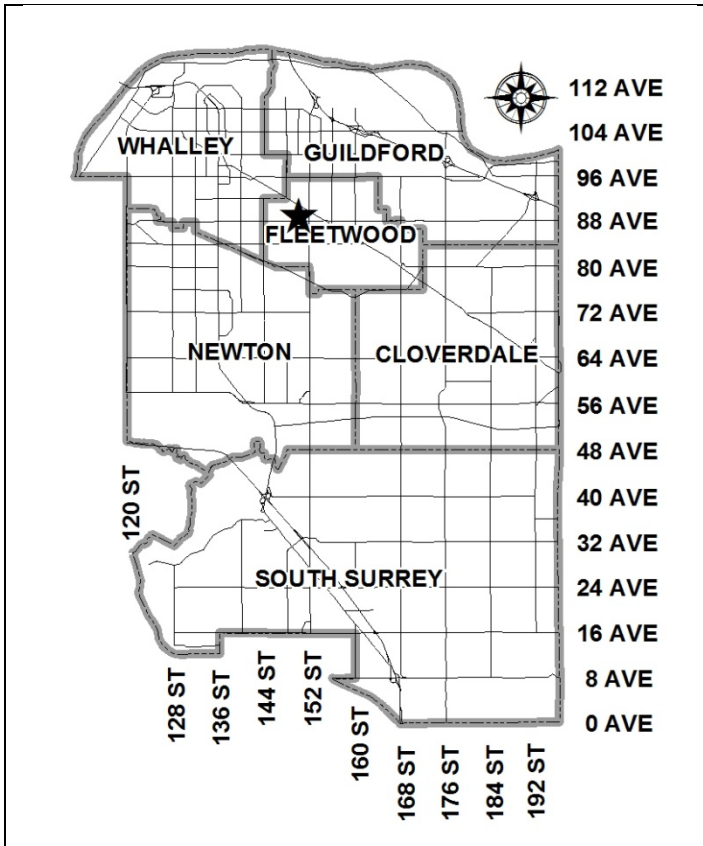 112 AVE
104 AVE
WHALLEY
GUILDFORD
96 AVE
88 AVE
FLEETWOOD
80 AVE
72 AVE
NEWTON
CLOVERDALE
64 AVE
56 AVE
48 AVE
120 ST
40 AVE
32 AVE
SOUTH SURREY
24 AVE
16 AVE
8 AVE
0 AVE
128 ST
136 ST
144 ST
152 ST
160 ST
168 ST
176 ST
184 ST
192 ST